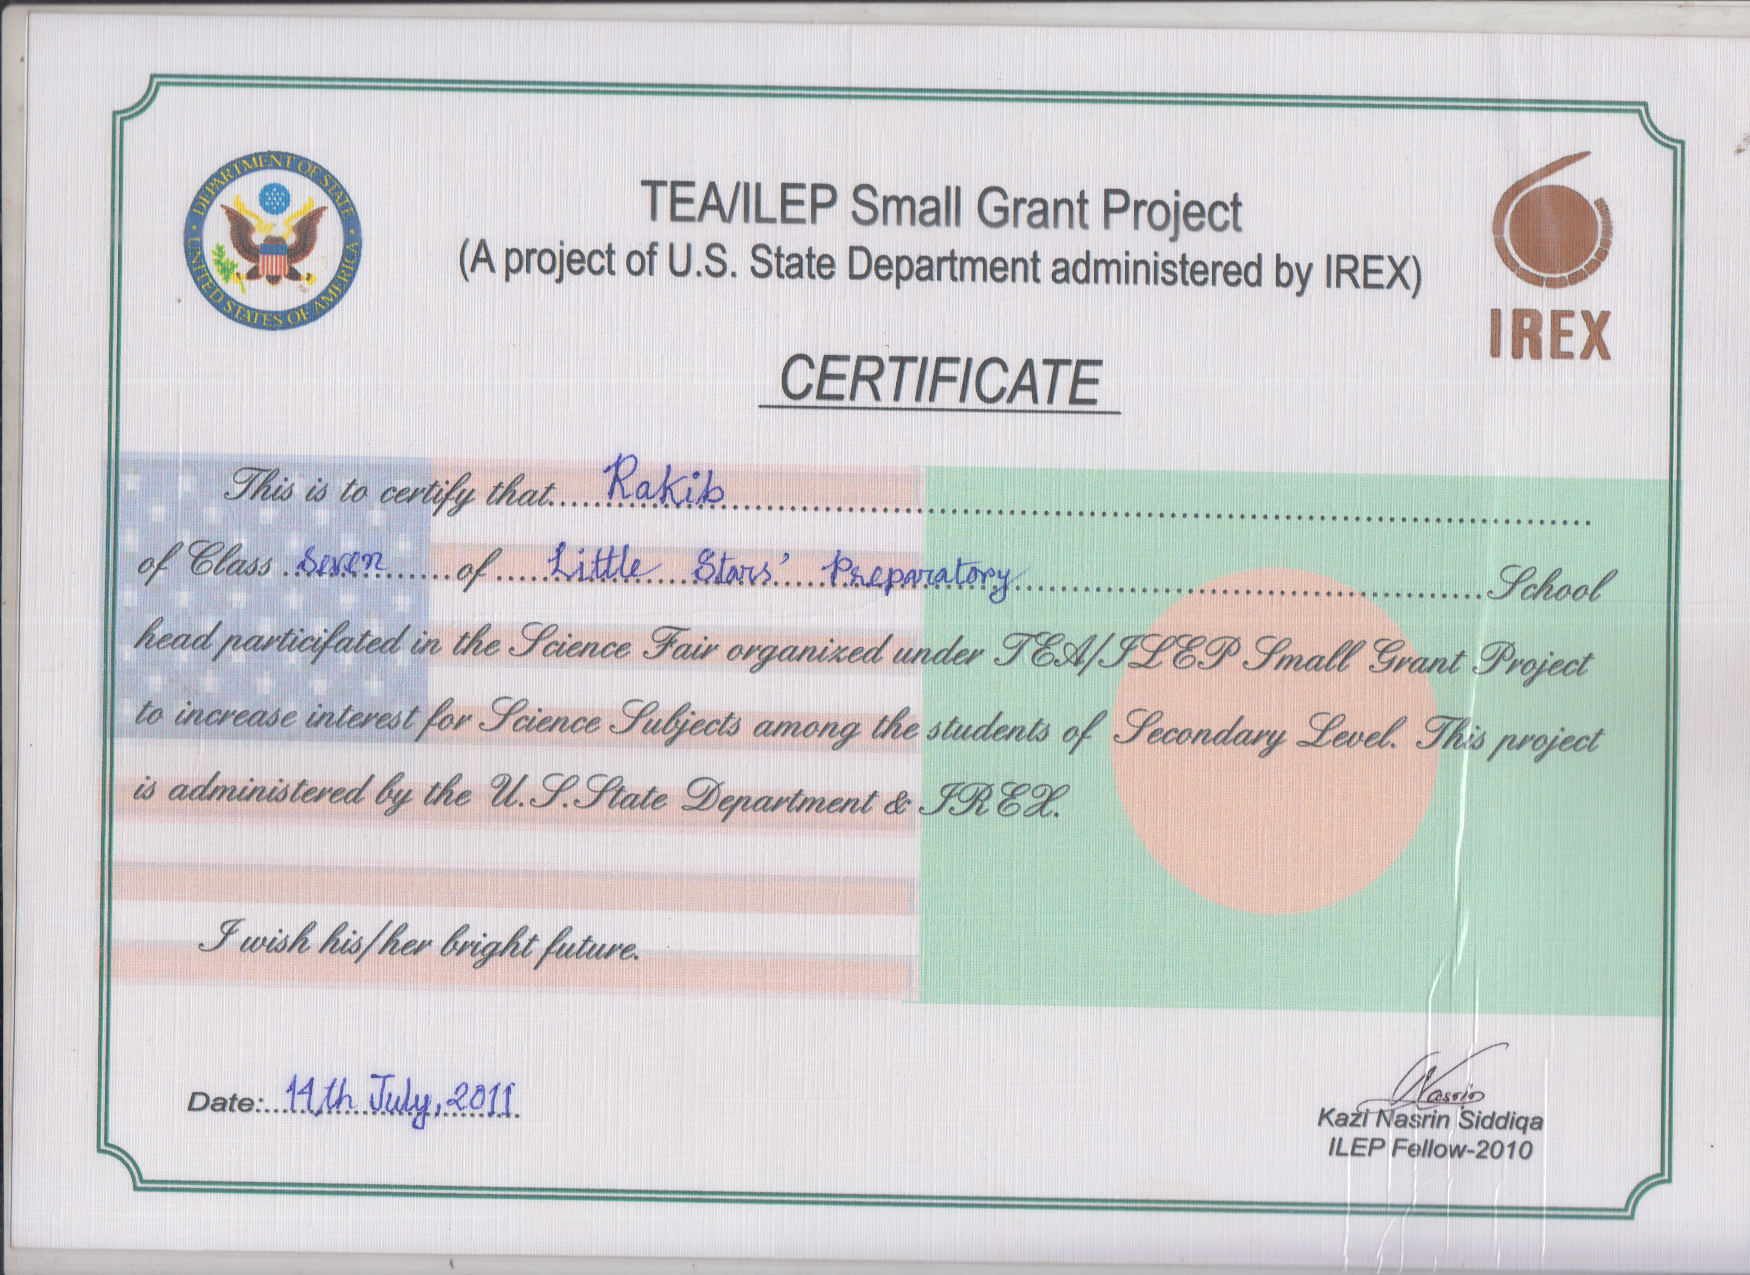 DEPARTMENT OF STATE
UNITED STATES OF AMERICA
TEA/ILEP Small Grant Project
(A project of U.S. State Department administered by IREX)
IREX
CERTIFICATE
This is to certify that.....Rakib
of Class seven of Little Stars' Preparatory School
head particifated in the Science Fair organized under TEA/ILEP Small Grant Project
to increase interest for Science Subjects among the students of Secondary Level. This project
is administered by the U.S.State Department & IREX.
I wish his/her bright future.
Date: 14th July, 2011
Nasrin
Kazi Nasrin Siddiqa
ILEP Fellow-2010